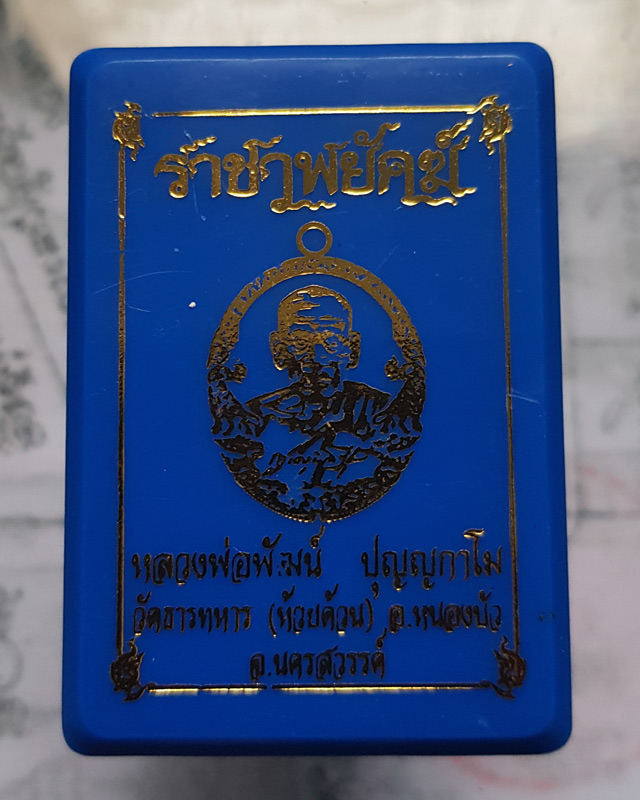 ราชาพยัคฆ์
หลวงพ่อพัฒน์ ปุญญกาโม
วัดธารทหาร (ห้วยด้วน) อ.หนองบัว
จ.นครสวรรค์